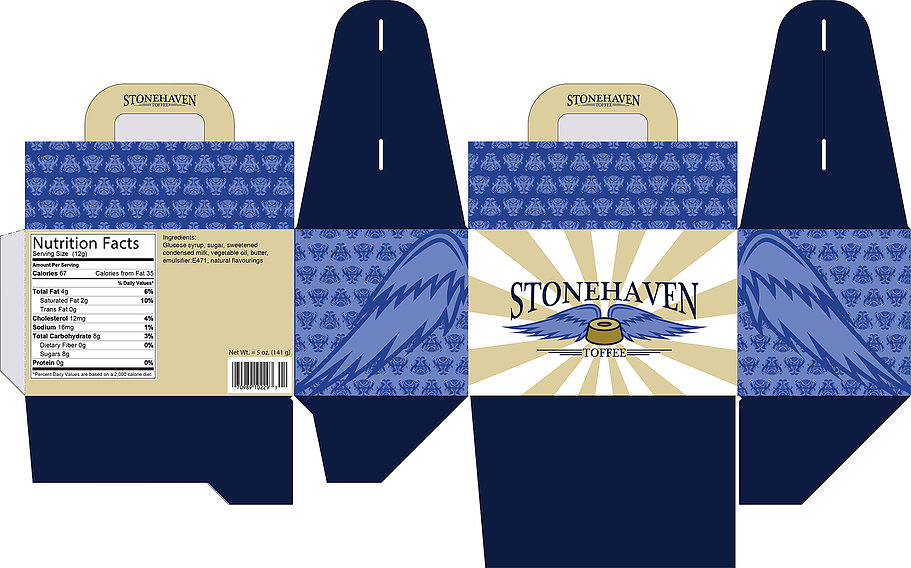 STONEHAVEN
TOFFEE
STONEHAVEN
TOFFEE
Nutrition Facts
Serving Size (12g)
Amount Per Serving
Calories 67 Calories from Fat 35
% Daily Values*
Total Fat 4g 6%
Saturated Fat 2g 10%
Trans Fat 0g
Cholesterol 12mg 4%
Sodium 16mg 1%
Total Carbohydrate 8g 3%
Dietary Fiber 0g 0%
Sugars 8g
Protein 0g 0%
*Percent Daily Values are based on a 2,000 calorie diet
Ingredients:
Glucose syrup, sugar, sweetened
condensed milk, vegetable oil, butter,
emulsifier:E471, natural flavourings
Net Wt. = 5 oz. (141 g)
STONEHAVEN
TOFFEE